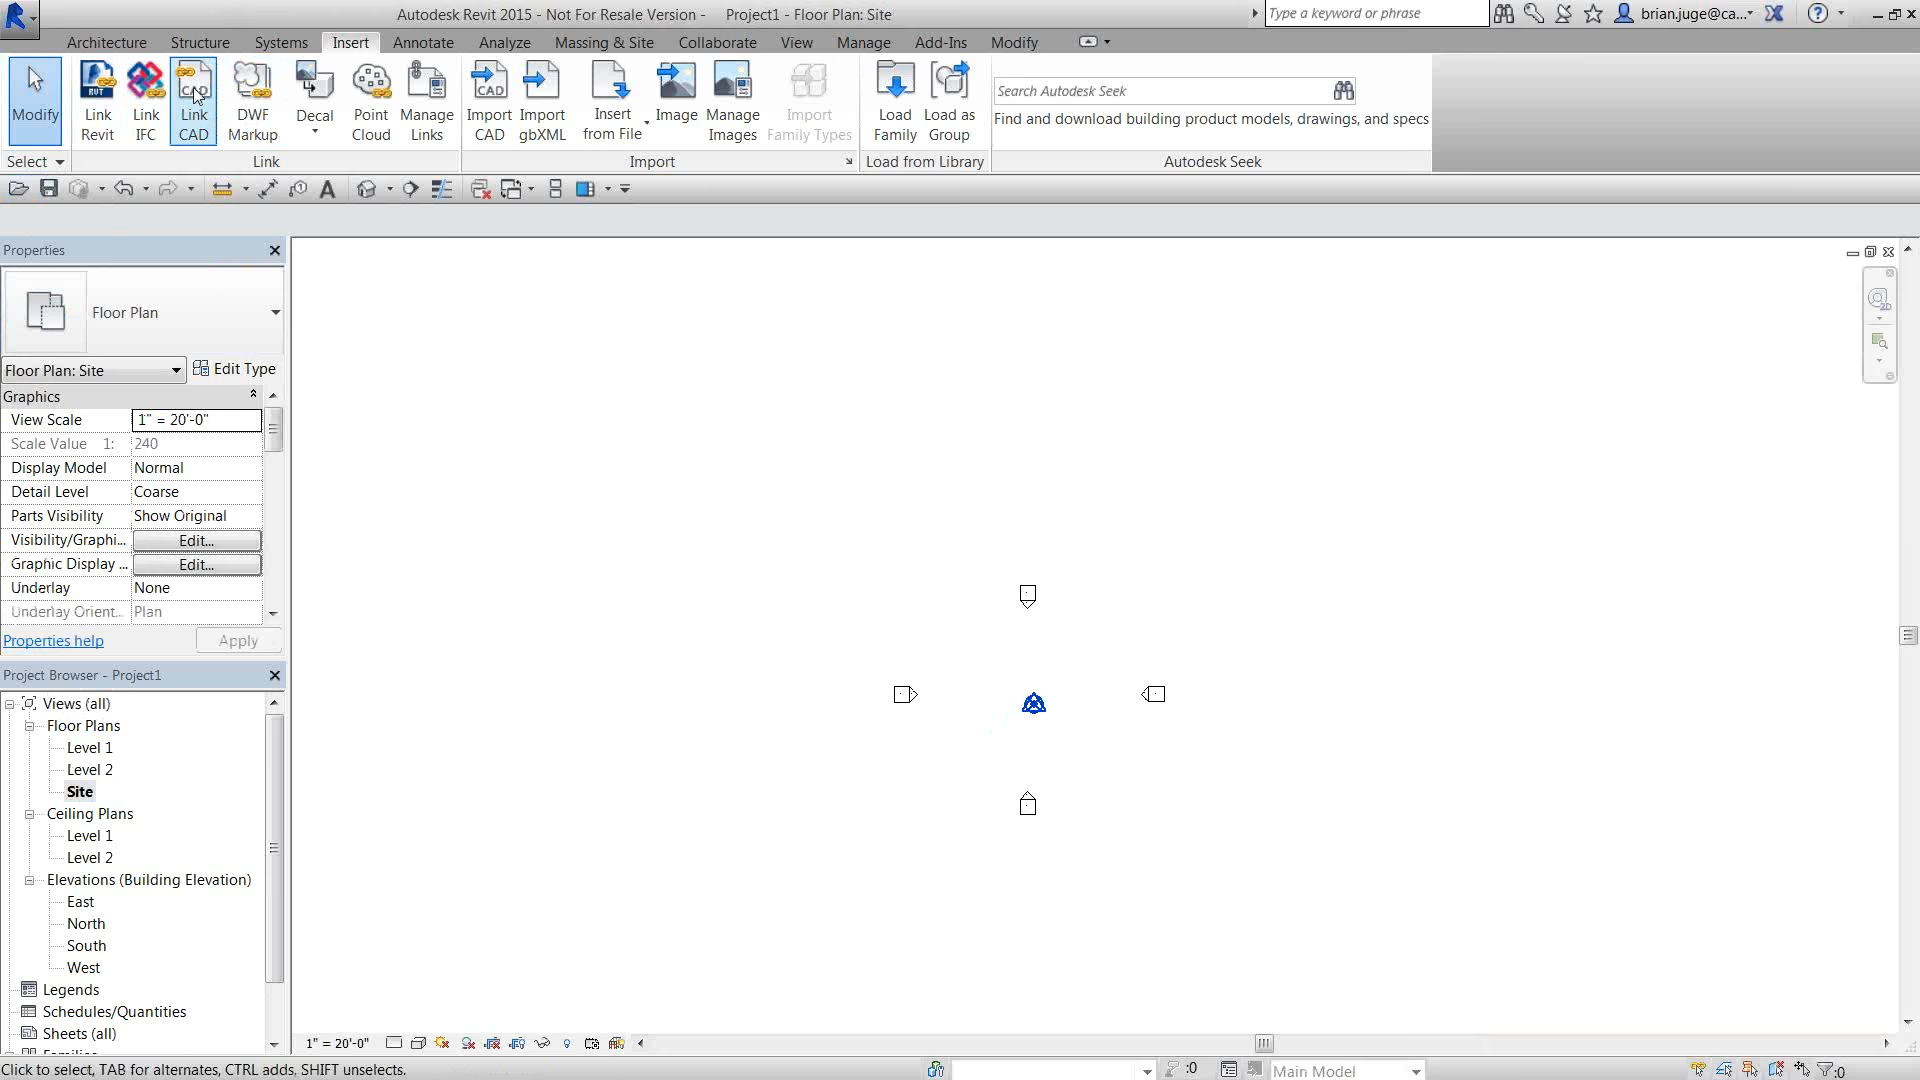 Autodesk Revit 2015 - Not For Resale Version - Project1 - Floor Plan: Site
Type a keyword or phrase
brian.juge@ca...
Architecture Structure Systems Insert Annotate Analyze Massing & Site Collaborate View Manage Add-Ins Modify
Modify
Link Revit
Link IFC
Link CAD
DWF Markup
Decal
Point Cloud
Manage Links
Import CAD
Import gbXML
Insert from File
Image
Manage Images
Import Family Types
Load Family
Load as Group
Search Autodesk Seek
Find and download building product models, drawings, and specs
Select Link Import Load from Library Autodesk Seek
Properties
Floor Plan
Floor Plan: Site Edit Type
Graphics
View Scale 1" = 20'-0"
Scale Value 1: 240
Display Model Normal
Detail Level Coarse
Parts Visibility Show Original
Visibility/Graphi... Edit...
Graphic Display ... Edit...
Underlay None
Underlay Orient... Plan
Properties help Apply
Project Browser - Project1
Views (all)
Floor Plans
Level 1
Level 2
Site
Ceiling Plans
Level 1
Level 2
Elevations (Building Elevation)
East
North
South
West
Legends
Schedules/Quantities
Sheets (all)
1" = 20'-0"
Click to select, TAB for alternates, CTRL adds, SHIFT unselects.
:0
Main Model
:0